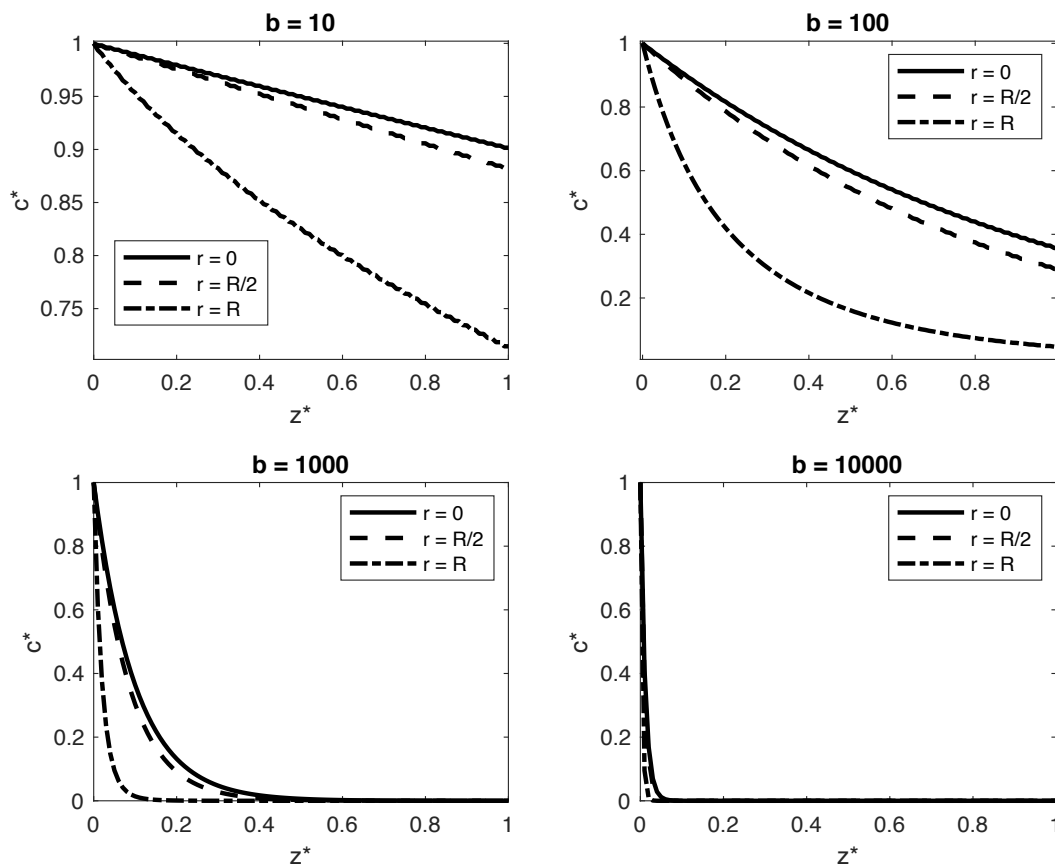 b = 10
1
0.95
0.9
0.85
0.8
0.75
c*
0
0.2
0.4
0.6
0.8
1
z*
r = 0
r = R/2
r = R
b = 100
1
0.8
0.6
0.4
0.2
c*
0
0.2
0.4
0.6
0.8
z*
r = 0
r = R/2
r = R
b = 1000
1
0.8
0.6
0.4
0.2
0
c*
0
0.2
0.4
0.6
0.8
1
z*
r = 0
r = R/2
r = R
b = 10000
1
0.8
0.6
0.4
0.2
0
c*
0
0.2
0.4
0.6
0.8
1
z*
r = 0
r = R/2
r = R